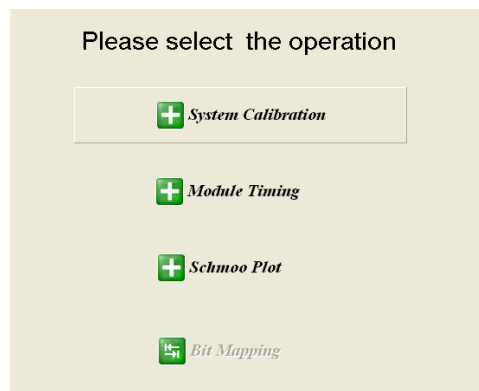 Please select the operation
System Calibration
Module Timing
Schmoo Plot
Bit Mapping